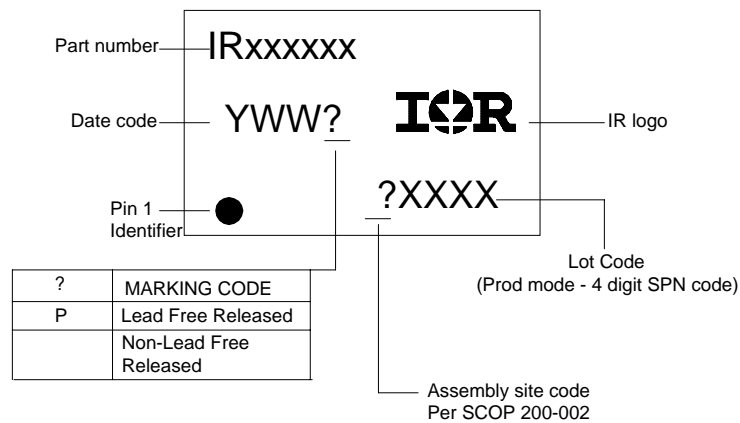 Part number
IRxxxxxx
Date code
YWW?
IOR
IR logo
?XXXX
Pin 1
Identifier
Lot Code
(Prod mode - 4 digit SPN code)
? MARKING CODE
P Lead Free Released
Non-Lead Free
Released
Assembly site code
Per SCOP 200-002